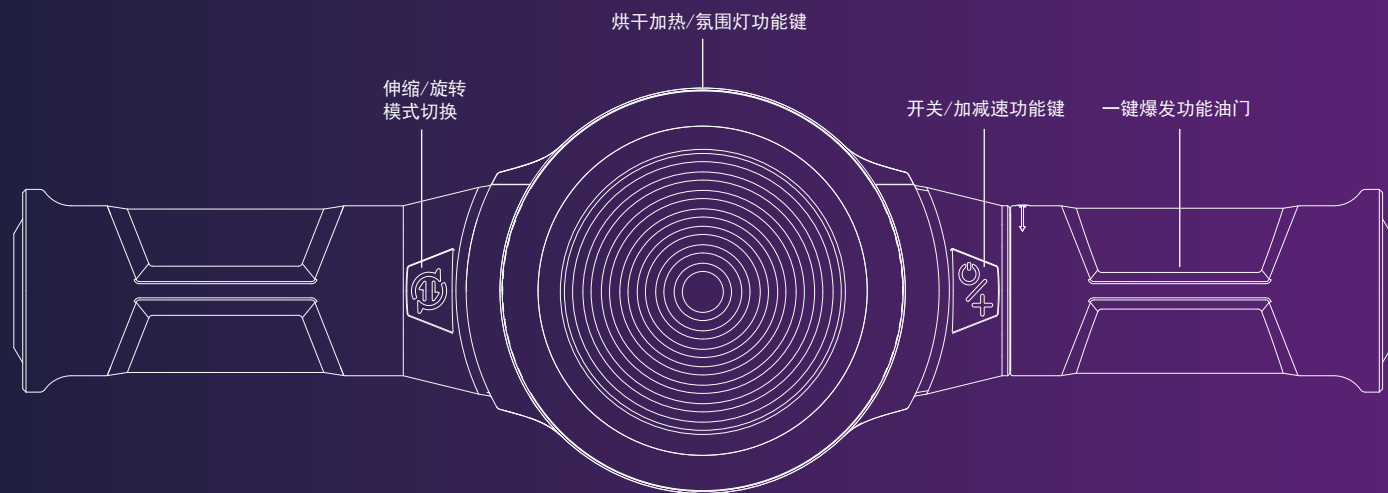 烘干加热/氛围灯功能键
伸缩/旋转
模式切换
开关/加减速功能键
一键爆发功能油门